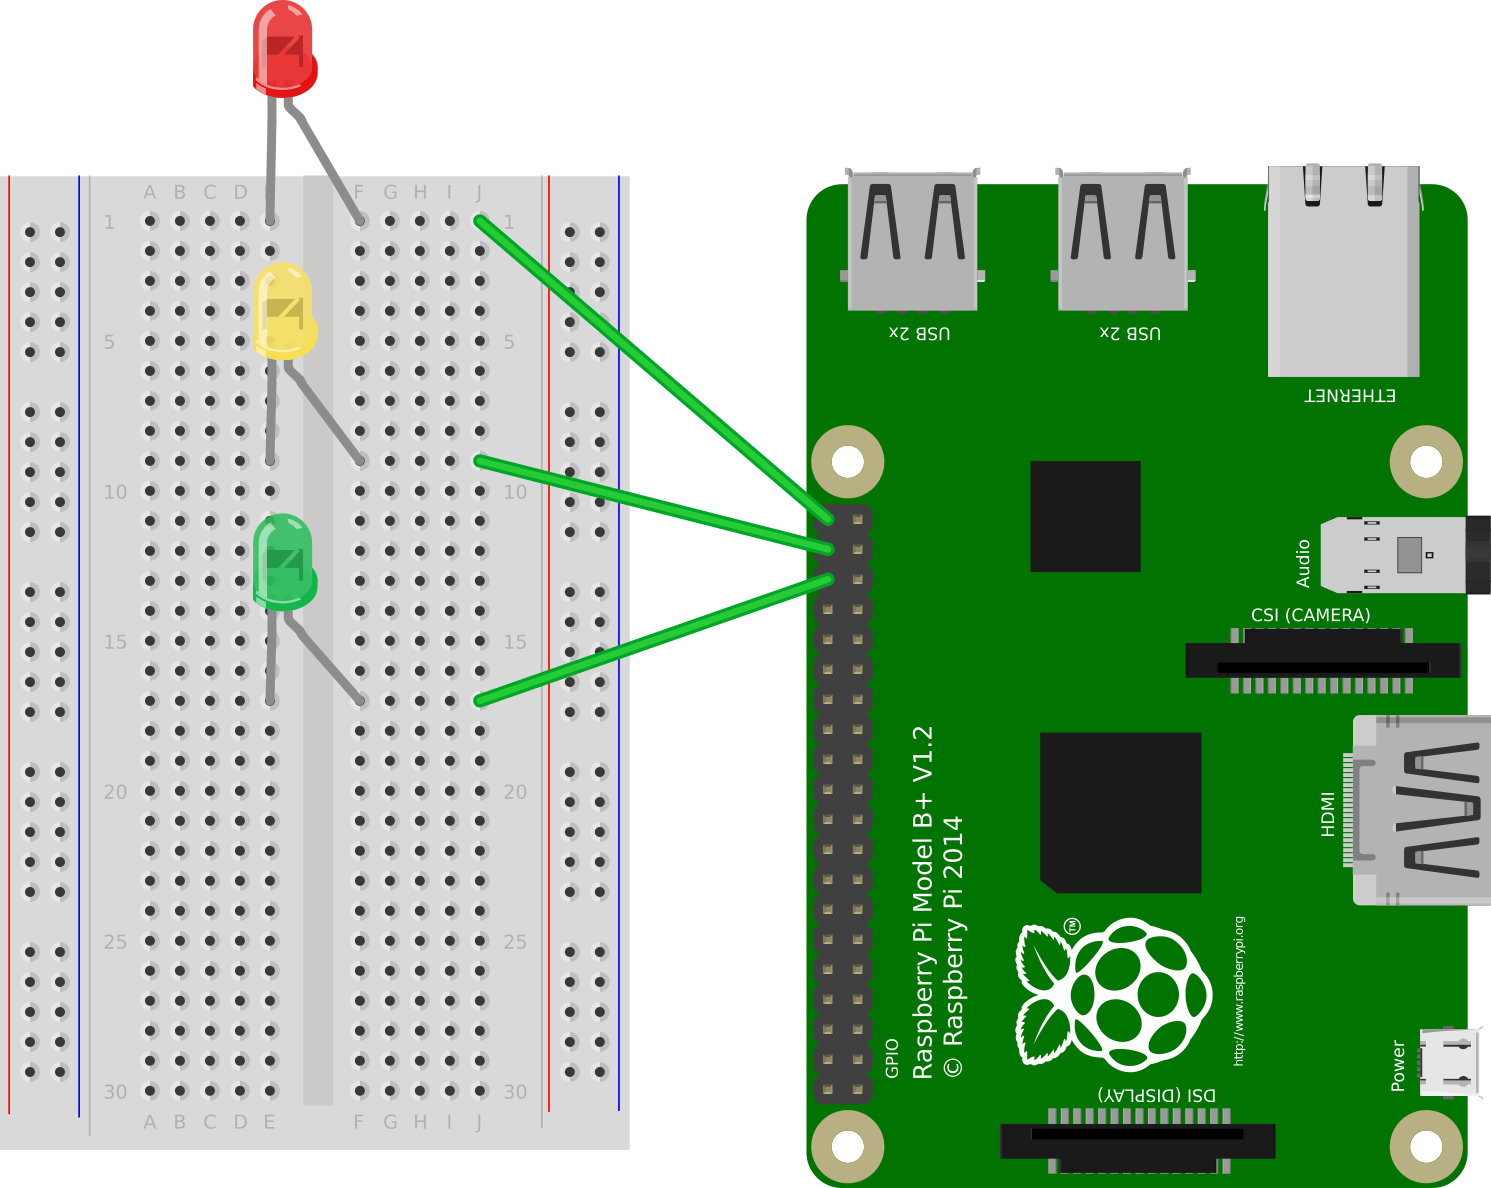 A B C D E F G H I J
1 1
5 5
10 10
15 15
20 20
25 25
30 30
A B C D E F G H I J
USB 2x
USB 2x
ETHERNET
Audio
CSI (CAMERA)
HDMI
Raspberry Pi Model B+ V1.2
© Raspberry Pi 2014
GPIO
TM
http://www.raspberrypi.org
Power
DSI (DISPLAY)